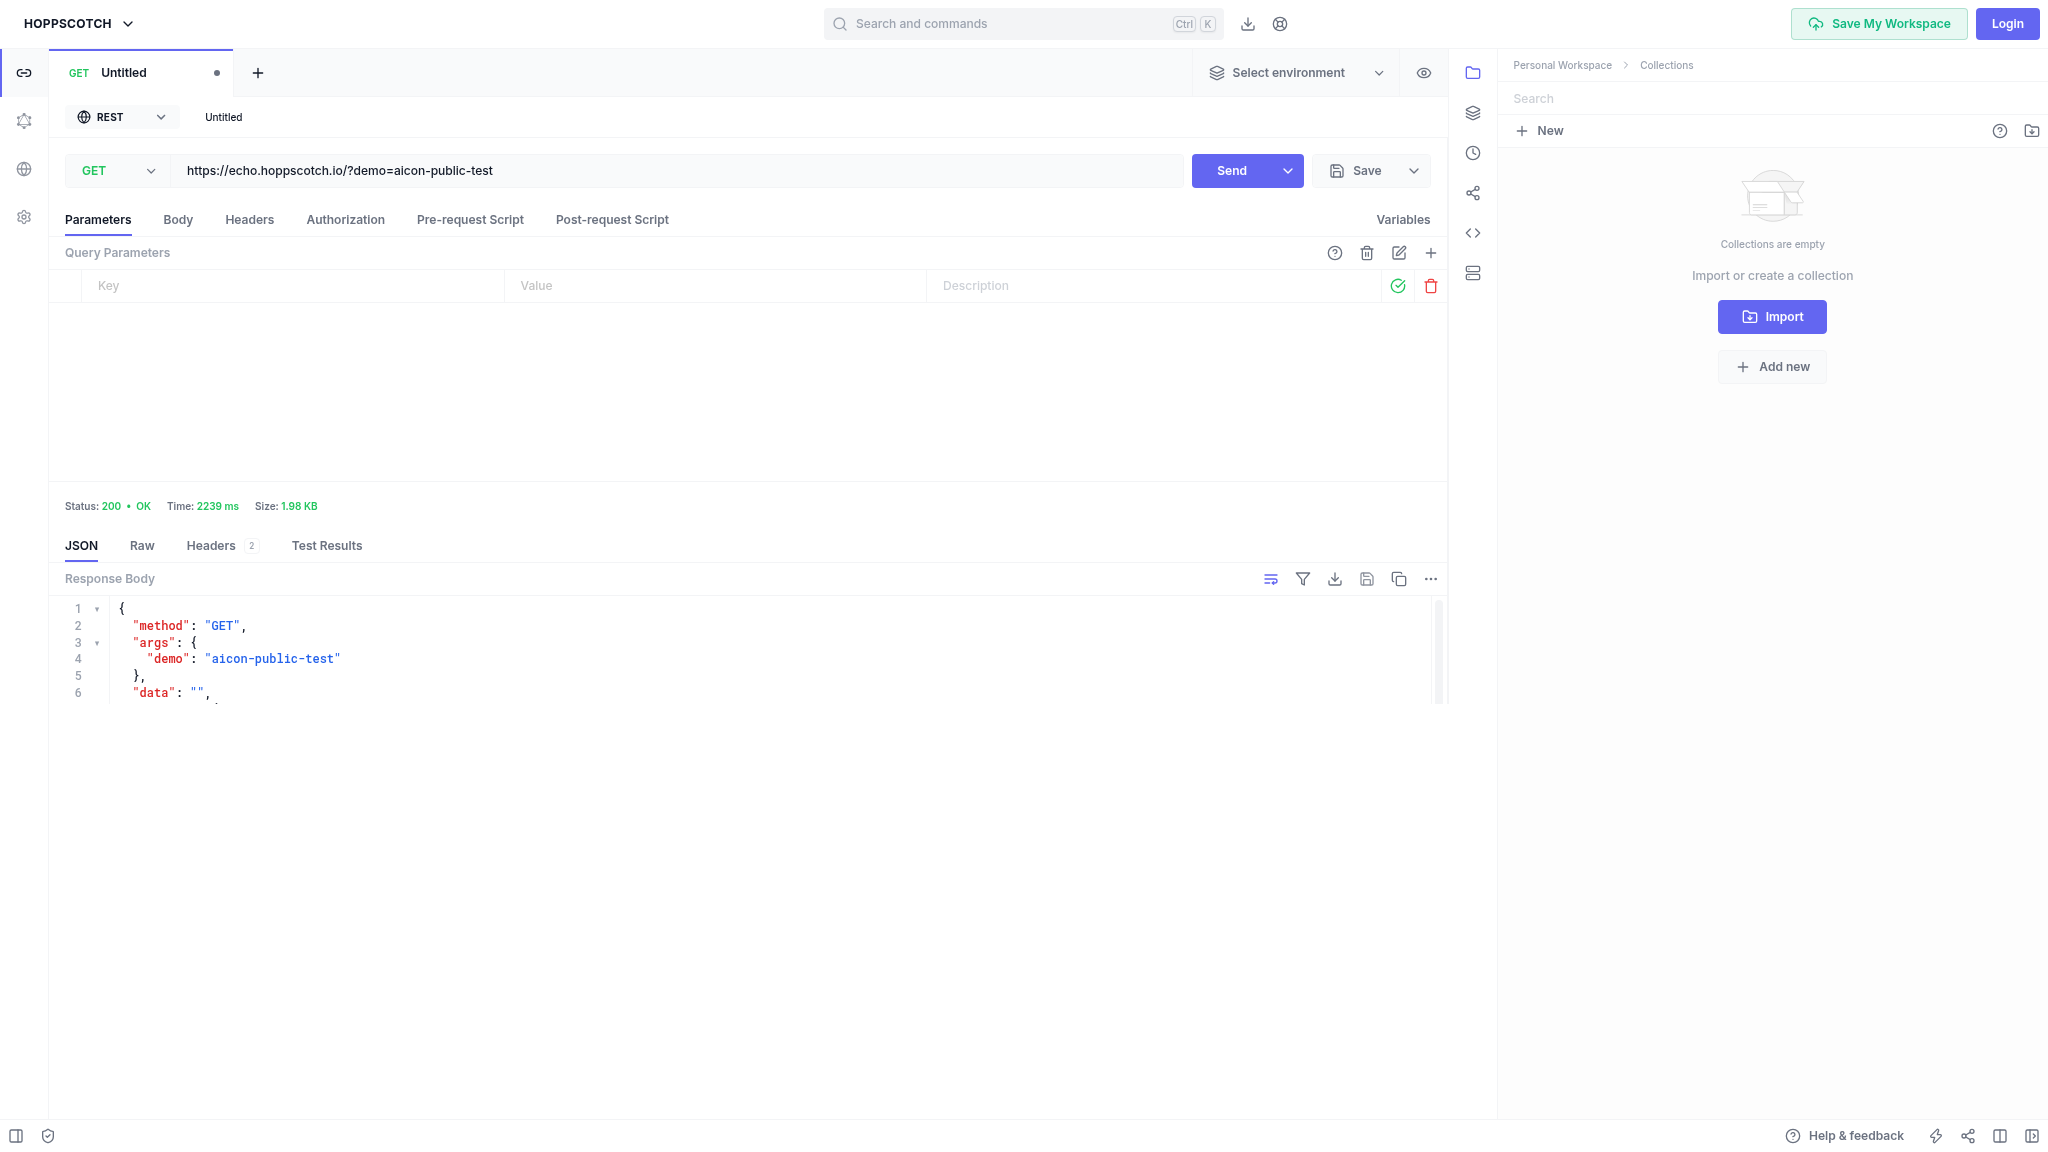 HOPPSCOTCH
Search and commands
Ctrl K
Save My Workspace
Login
GET Untitled
Select environment
REST
Untitled
GET
https://echo.hoppscotch.io/?demo=aicon-public-test
Send
Save
Parameters Body Headers Authorization Pre-request Script Post-request Script Variables
Query Parameters
Key Value Description
Status: 200 • OK Time: 2239 ms Size: 1.98 KB
JSON Raw Headers 2 Test Results
Response Body
1 {
2 "method": "GET",
3 "args": {
4 "demo": "aicon-public-test"
5 },
6 "data": "",
Personal Workspace > Collections
Search
New
Collections are empty
Import or create a collection
Import
Add new
Help & feedback